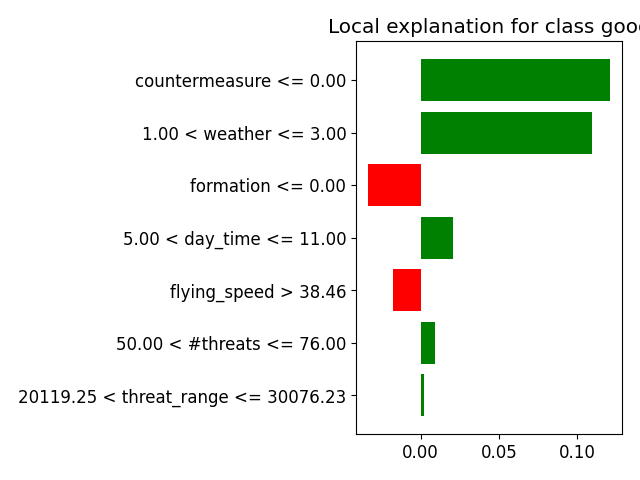 Local explanation for class good
countermeasure <= 0.00
1.00 < weather <= 3.00
formation <= 0.00
5.00 < day_time <= 11.00
flying_speed > 38.46
50.00 < #threats <= 76.00
20119.25 < threat_range <= 30076.23
0.00 0.05 0.10